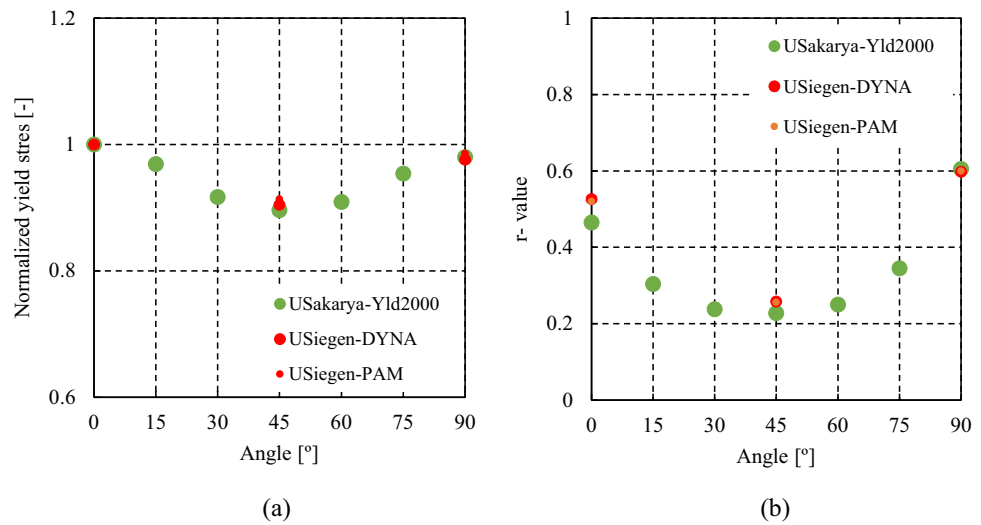 1.2
1
0.8
0.6
Normalized yield stres [-]
USakarya-Yld2000
USiegen-DYNA
USiegen-PAM
0 15 30 45 60 75 90
Angle [º]
(a)
1
0.8
0.6
0.4
0.2
0
r- value
USakarya-Yld2000
USiegen-DYNA
USiegen-PAM
0 15 30 45 60 75 90
Angle [º]
(b)